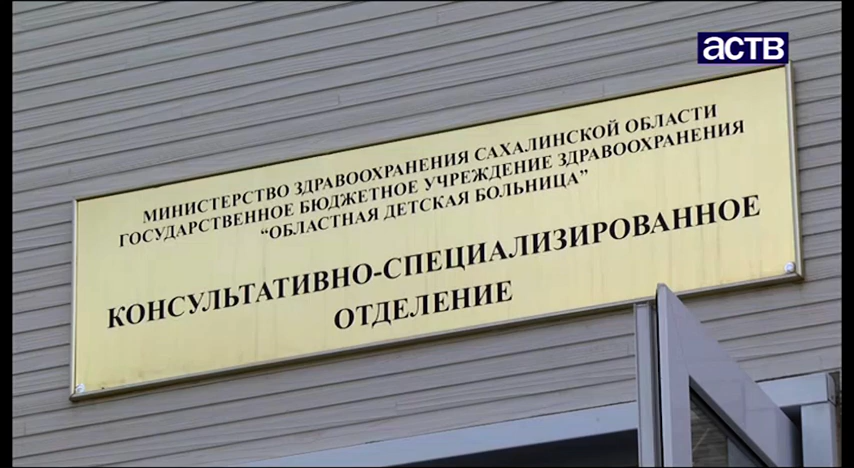 АСТВ
МИНИСТЕРСТВО ЗДРАВООХРАНЕНИЯ САХАЛИНСКОЙ ОБЛАСТИ
ГОСУДАРСТВЕННОЕ БЮДЖЕТНОЕ УЧРЕЖДЕНИЕ ЗДРАВООХРАНЕНИЯ
“ОБЛАСТНАЯ ДЕТСКАЯ БОЛЬНИЦА”
КОНСУЛЬТАТИВНО-СПЕЦИАЛИЗИРОВАННОЕ
ОТДЕЛЕНИЕ